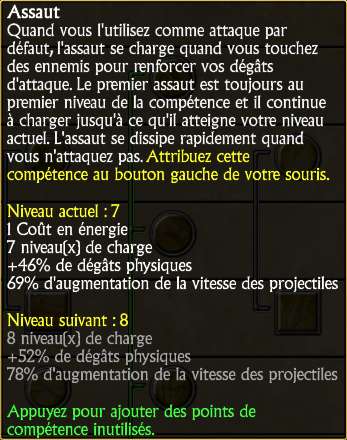 Assaut
Quand vous l'utilisez comme attaque par
défaut, l'assaut se charge quand vous touchez
des ennemis pour renforcer vos dégâts
d'attaque. Le premier assaut est toujours au
premier niveau de la compétence et il continue
à charger jusqu'à ce qu'il atteigne votre niveau
actuel. L'assaut se dissipe rapidement quand
vous n'attaquez pas. Attribuez cette
compétence au bouton gauche de votre souris.
Niveau actuel : 7
1 Coût en énergie
7 niveau(x) de charge
+46% de dégâts physiques
69% d'augmentation de la vitesse des projectiles
Niveau suivant : 8
8 niveau(x) de charge
+52% de dégâts physiques
78% d'augmentation de la vitesse des projectiles
Appuyez pour ajouter des points de
compétence inutilisés.